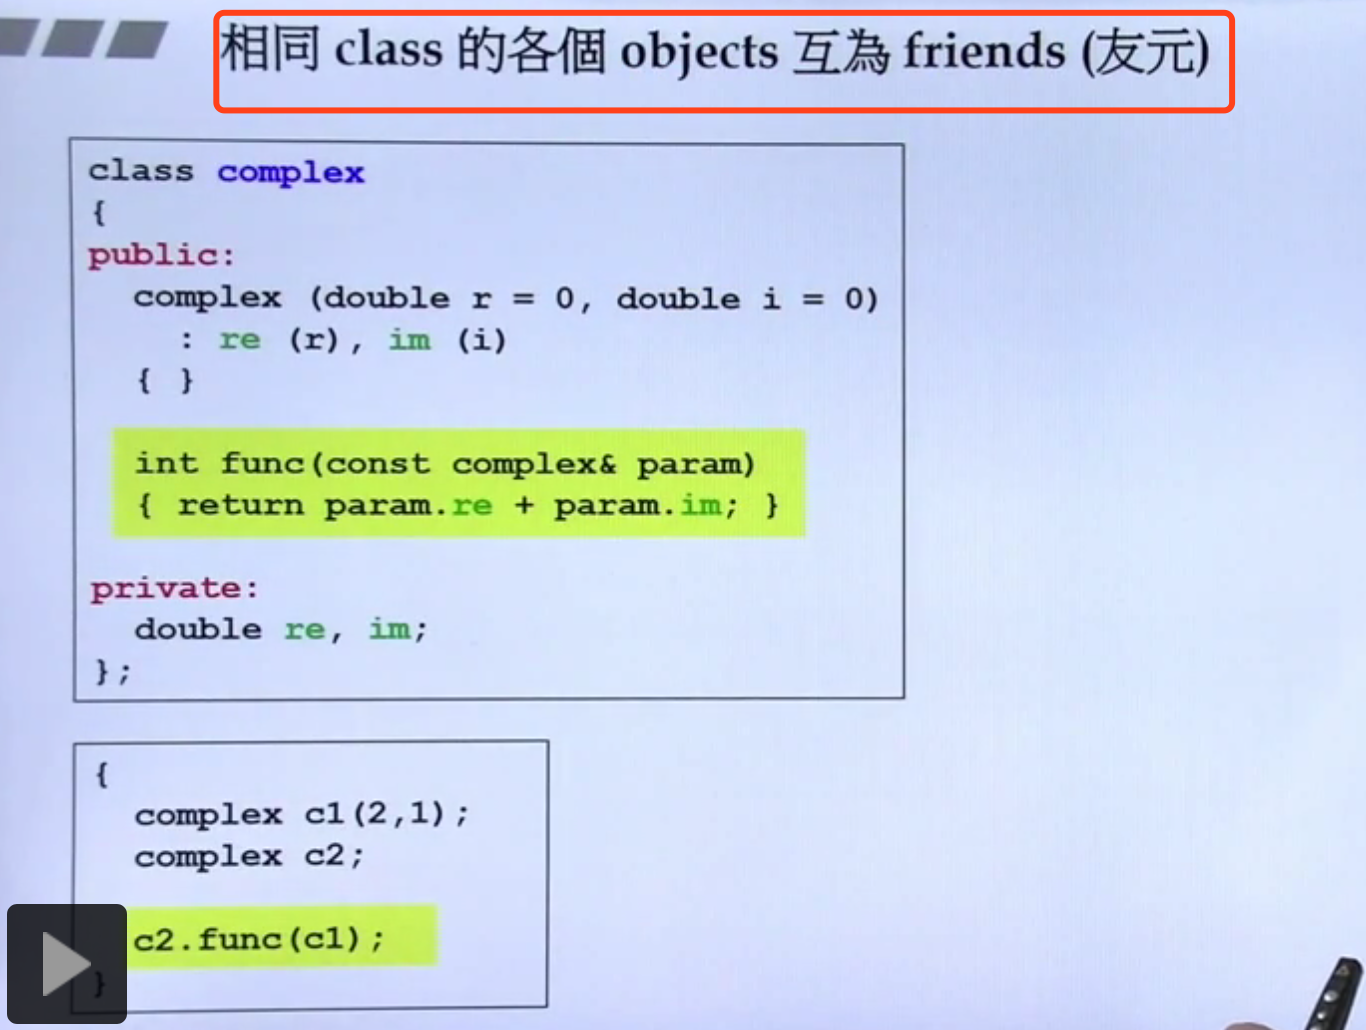 相同 class 的各個 objects 互為 friends (友元)
class complex
{
public:
complex (double r = 0, double i = 0)
: re (r), im (i)
{ }
int func(const complex& param)
{ return param.re + param.im; }
private:
double re, im;
};
{
complex c1(2,1);
complex c2;
c2.func(c1);
}